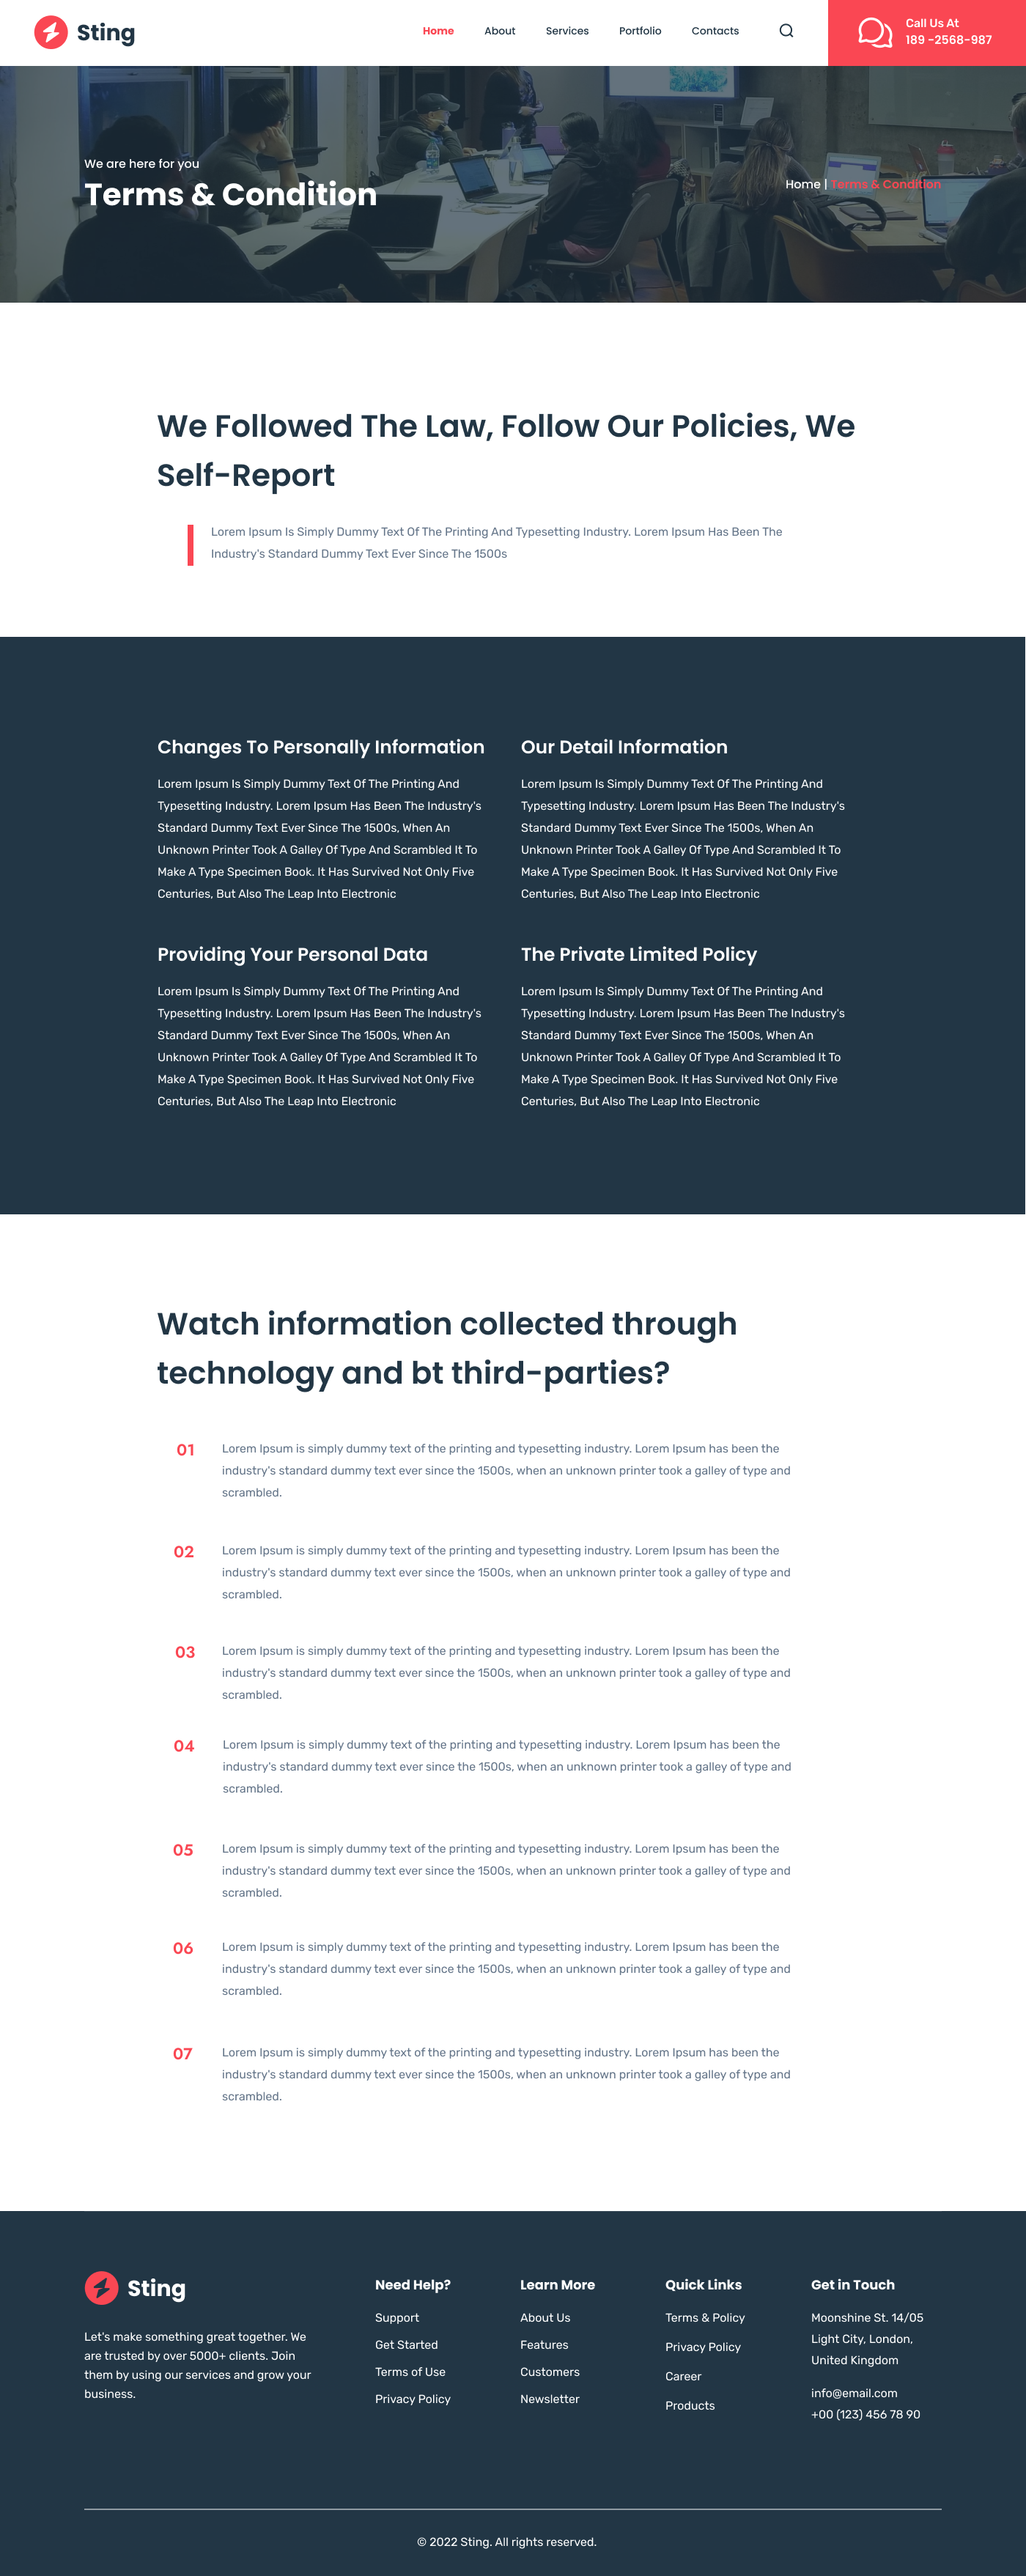 Sting
Home
About
Services
Portfolio
Contacts
Call Us At
189 -2568-987
We are here for you
Terms & Condition
Home | Terms & Condition
We Followed The Law, Follow Our Policies, We
Self-Report
Lorem Ipsum Is Simply Dummy Text Of The Printing And Typesetting Industry. Lorem Ipsum Has Been The
Industry's Standard Dummy Text Ever Since The 1500s
Changes To Personally Information
Lorem Ipsum Is Simply Dummy Text Of The Printing And
Typesetting Industry. Lorem Ipsum Has Been The Industry's
Standard Dummy Text Ever Since The 1500s, When An
Unknown Printer Took A Galley Of Type And Scrambled It To
Make A Type Specimen Book. It Has Survived Not Only Five
Centuries, But Also The Leap Into Electronic
Our Detail Information
Lorem Ipsum Is Simply Dummy Text Of The Printing And
Typesetting Industry. Lorem Ipsum Has Been The Industry's
Standard Dummy Text Ever Since The 1500s, When An
Unknown Printer Took A Galley Of Type And Scrambled It To
Make A Type Specimen Book. It Has Survived Not Only Five
Centuries, But Also The Leap Into Electronic
Providing Your Personal Data
Lorem Ipsum Is Simply Dummy Text Of The Printing And
Typesetting Industry. Lorem Ipsum Has Been The Industry's
Standard Dummy Text Ever Since The 1500s, When An
Unknown Printer Took A Galley Of Type And Scrambled It To
Make A Type Specimen Book. It Has Survived Not Only Five
Centuries, But Also The Leap Into Electronic
The Private Limited Policy
Lorem Ipsum Is Simply Dummy Text Of The Printing And
Typesetting Industry. Lorem Ipsum Has Been The Industry's
Standard Dummy Text Ever Since The 1500s, When An
Unknown Printer Took A Galley Of Type And Scrambled It To
Make A Type Specimen Book. It Has Survived Not Only Five
Centuries, But Also The Leap Into Electronic
Watch information collected through
technology and bt third-parties?
01
Lorem Ipsum is simply dummy text of the printing and typesetting industry. Lorem Ipsum has been the
industry's standard dummy text ever since the 1500s, when an unknown printer took a galley of type and
scrambled.
02
Lorem Ipsum is simply dummy text of the printing and typesetting industry. Lorem Ipsum has been the
industry's standard dummy text ever since the 1500s, when an unknown printer took a galley of type and
scrambled.
03
Lorem Ipsum is simply dummy text of the printing and typesetting industry. Lorem Ipsum has been the
industry's standard dummy text ever since the 1500s, when an unknown printer took a galley of type and
scrambled.
04
Lorem Ipsum is simply dummy text of the printing and typesetting industry. Lorem Ipsum has been the
industry's standard dummy text ever since the 1500s, when an unknown printer took a galley of type and
scrambled.
05
Lorem Ipsum is simply dummy text of the printing and typesetting industry. Lorem Ipsum has been the
industry's standard dummy text ever since the 1500s, when an unknown printer took a galley of type and
scrambled.
06
Lorem Ipsum is simply dummy text of the printing and typesetting industry. Lorem Ipsum has been the
industry's standard dummy text ever since the 1500s, when an unknown printer took a galley of type and
scrambled.
07
Lorem Ipsum is simply dummy text of the printing and typesetting industry. Lorem Ipsum has been the
industry's standard dummy text ever since the 1500s, when an unknown printer took a galley of type and
scrambled.
Sting
Let's make something great together. We
are trusted by over 5000+ clients. Join
them by using our services and grow your
business.
Need Help?
Support
Get Started
Terms of Use
Privacy Policy
Learn More
About Us
Features
Customers
Newsletter
Quick Links
Terms & Policy
Privacy Policy
Career
Products
Get in Touch
Moonshine St. 14/05
Light City, London,
United Kingdom
info@email.com
+00 (123) 456 78 90
© 2022 Sting. All rights reserved.